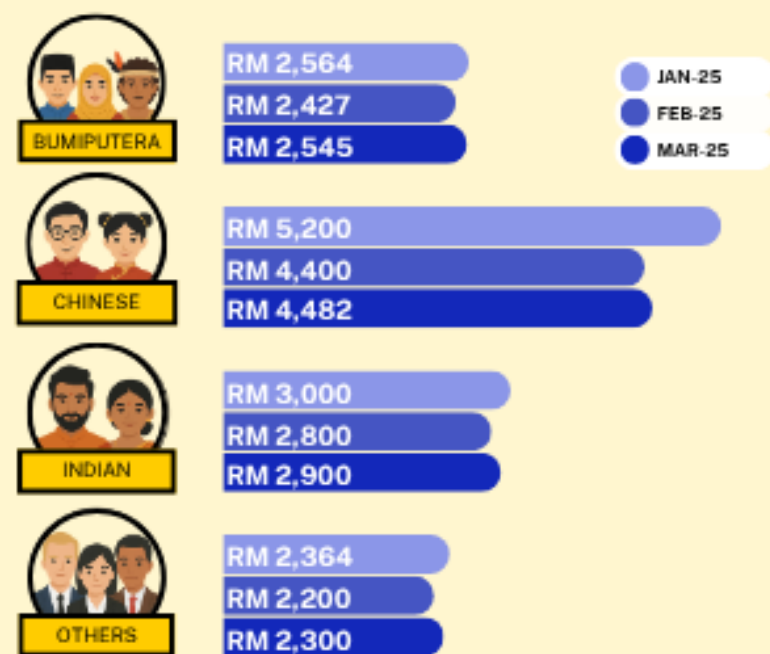 RM 2,564
RM 2,427
BUMIPUTERA
RM 2,545
JAN-25
FEB-25
MAR-25
RM 5,200
RM 4,400
CHINESE
RM 4,482
RM 3,000
RM 2,800
INDIAN
RM 2,900
RM 2,364
RM 2,200
OTHERS
RM 2,300